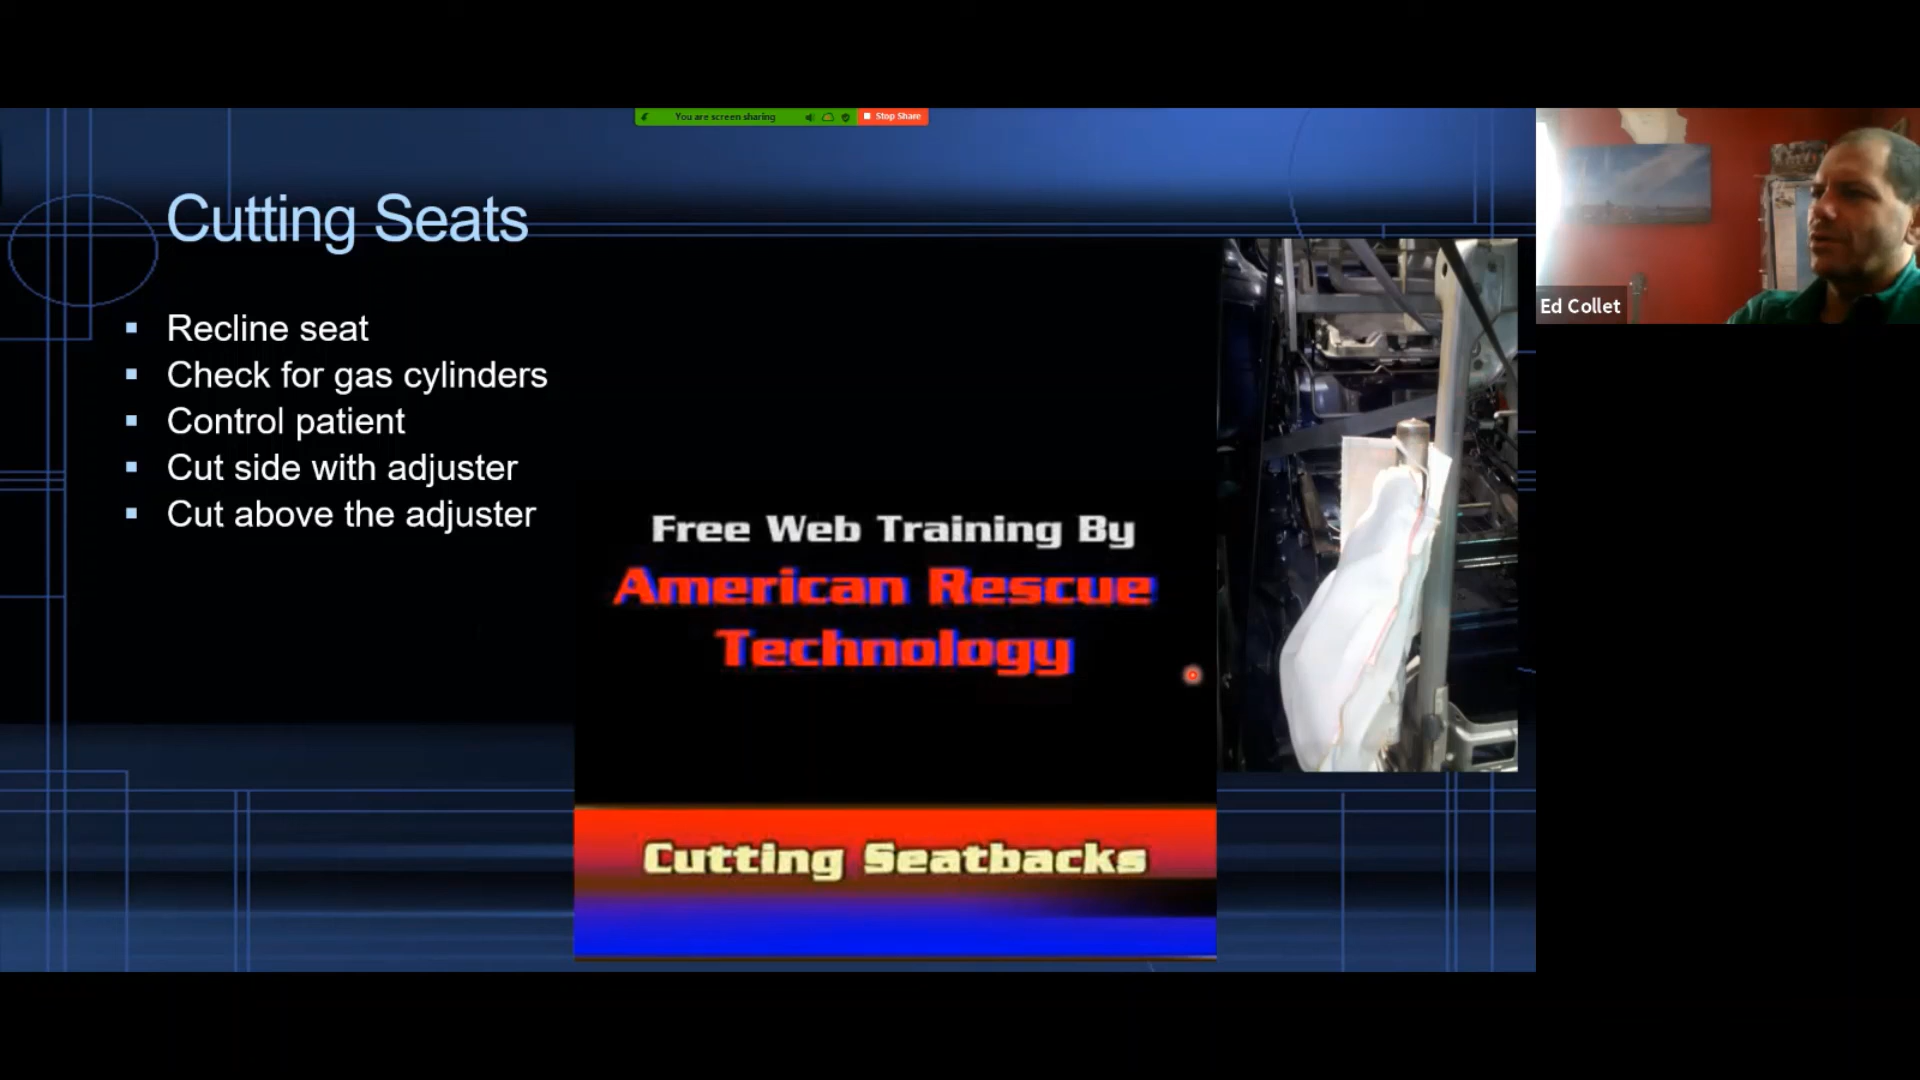 You are screen sharing
Stop Share
Cutting Seats
Recline seat
Check for gas cylinders
Control patient
Cut side with adjuster
Cut above the adjuster
Free Web Training By
American Rescue
Technology
Cutting Seatbacks
Ed Collet